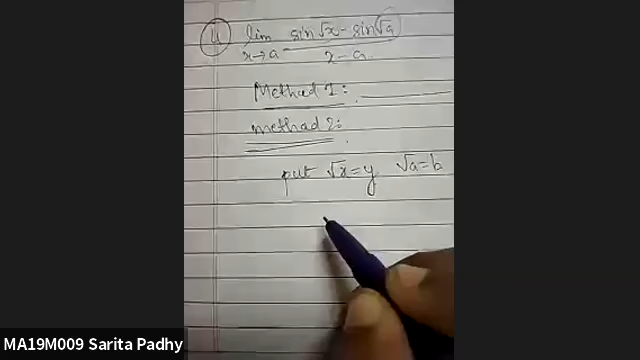 4 lim x→a sin√x - sin√a / x - a
Method 1:
method 2:
put √x = y √a = b
MA19M009 Sarita Padhy